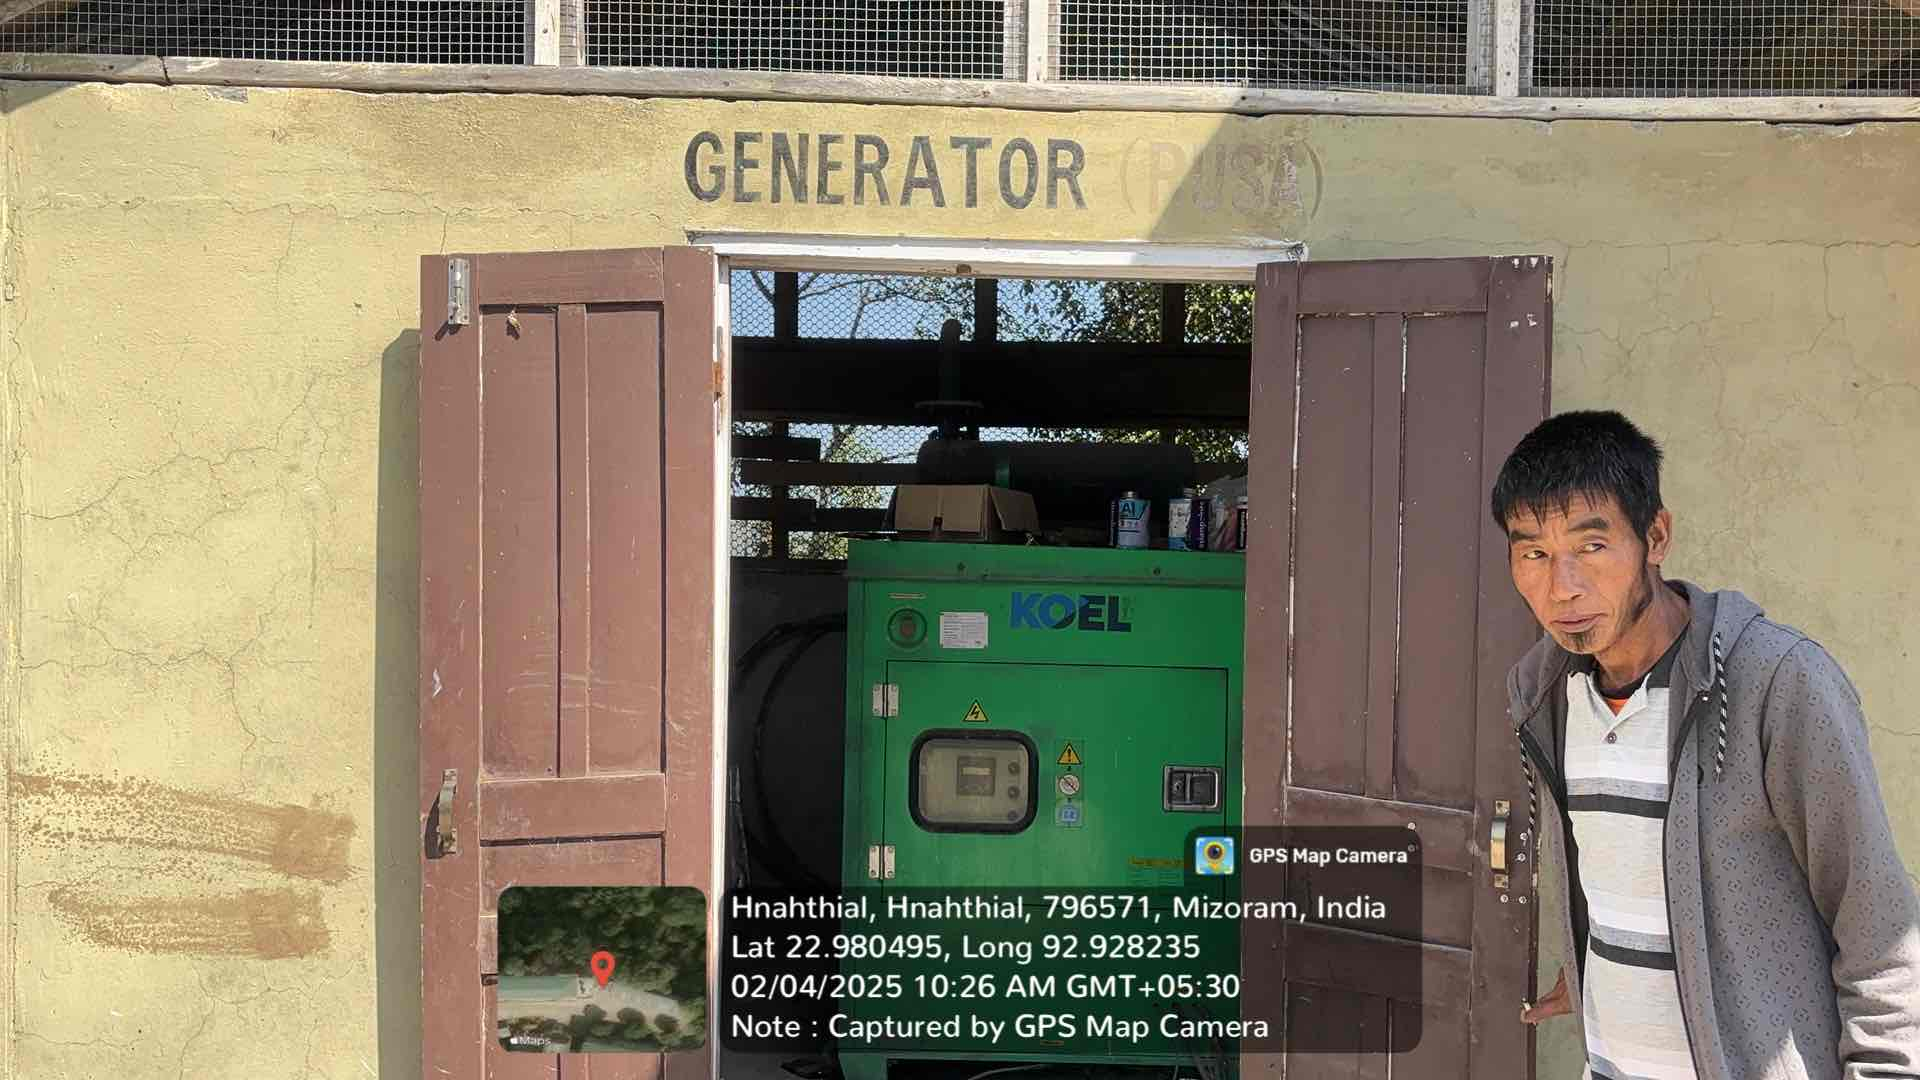 GENERATOR (RUSA)
KOEL
GPS Map Camera
Hnahthial, Hnahthial, 796571, Mizoram, India
Lat 22.980495, Long 92.928235
02/04/2025 10:26 AM GMT+05:30
Note : Captured by GPS Map Camera
Maps